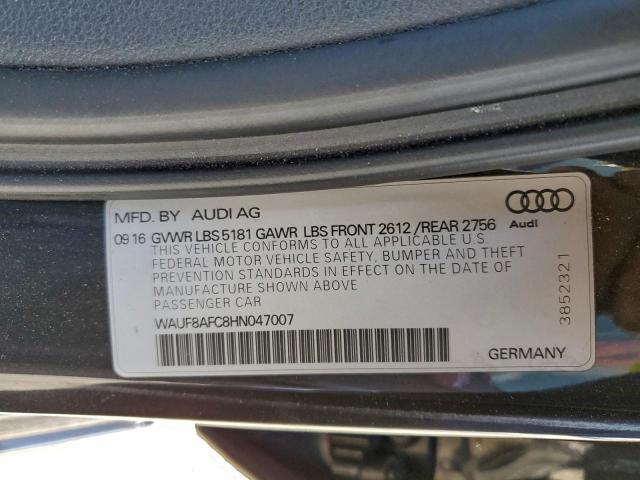 MFD. BY AUDI AG
Audi
09 16 GVWR LBS 5181 GAWR LBS FRONT 2612 /REAR 2756
THIS VEHICLE CONFORMS TO ALL APPLICABLE U.S
FEDERAL MOTOR VEHICLE SAFETY, BUMPER AND THEFT
PREVENTION STANDARDS IN EFFECT ON THE DATE OF
MANUFACTURE SHOWN ABOVE
PASSENGER CAR
WAUF8AFC8HN047007
3852321
GERMANY